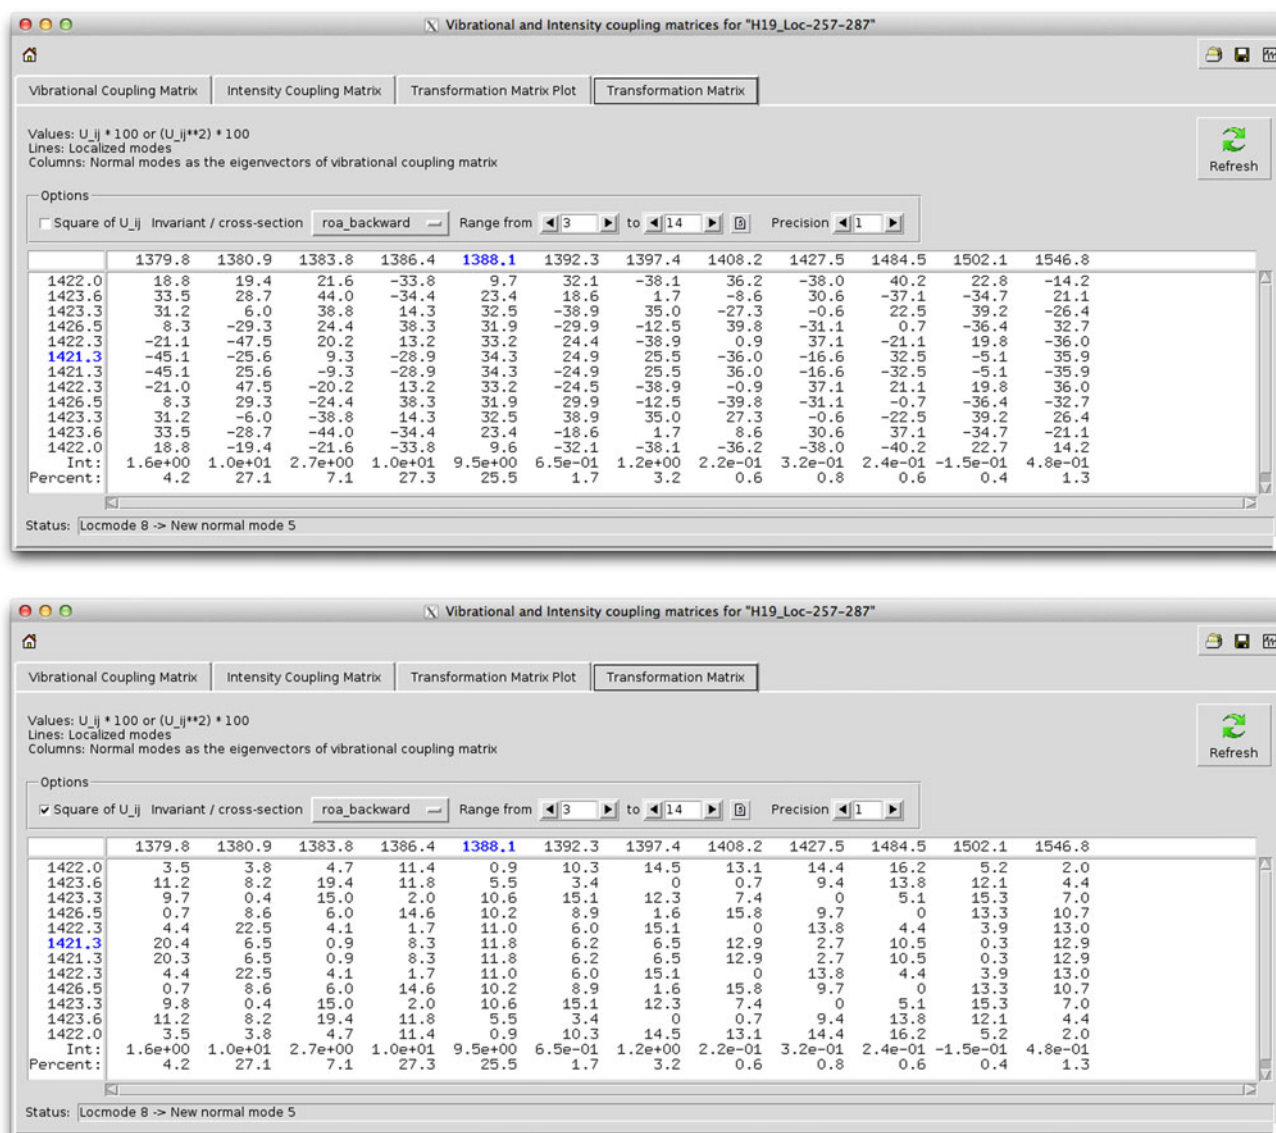 Vibrational and Intensity coupling matrices for "H19_Loc-257-287"
Vibrational Coupling Matrix Intensity Coupling Matrix Transformation Matrix Plot Transformation Matrix
Values: U_ij * 100 or (U_ij**2) * 100
Lines: Localized modes
Columns: Normal modes as the eigenvectors of vibrational coupling matrix
Refresh
Options
Square of U_ij Invariant / cross-section roa_backward Range from 3 to 14 Precision 1
1379.8 1380.9 1383.8 1386.4 1388.1 1392.3 1397.4 1408.2 1427.5 1484.5 1502.1 1546.8
1422.0 18.8 19.4 21.6 -33.8 9.7 32.1 -38.1 36.2 -38.0 40.2 22.8 -14.2
1423.6 33.5 28.7 44.0 -34.4 23.4 18.6 1.7 -8.6 30.6 -37.1 -34.7 21.1
1423.3 31.2 6.0 38.8 14.3 32.5 -38.9 35.0 -27.3 -0.6 22.5 39.2 -26.4
1426.5 8.3 -29.3 24.4 38.3 31.9 -29.9 -12.5 39.8 -31.1 0.7 -36.4 32.7
1422.3 -21.1 -47.5 20.2 13.2 33.2 24.4 -38.9 0.9 37.1 -21.1 19.8 -36.0
1421.3 -45.1 -25.6 9.3 -28.9 34.3 24.9 25.5 -36.0 -16.6 32.5 -5.1 35.9
1421.3 -45.1 25.6 -9.3 -28.9 34.3 -24.9 25.5 36.0 -16.6 -32.5 -5.1 -35.9
1422.3 -21.0 47.5 -20.2 13.2 33.2 -24.5 -38.9 -0.9 37.1 21.1 19.8 36.0
1426.5 8.3 29.3 -24.4 38.3 31.9 29.9 -12.5 -39.8 -31.1 -0.7 -36.4 -32.7
1423.3 31.2 -6.0 -38.8 14.3 32.5 38.9 35.0 27.3 -0.6 -22.5 39.2 26.4
1423.6 33.5 -28.7 -44.0 -34.4 23.4 -18.6 1.7 8.6 30.6 37.1 -34.7 -21.1
1422.0 18.8 -19.4 -21.6 -33.8 9.6 -32.1 -38.1 -36.2 -38.0 -40.2 22.7 14.2
Int: 1.6e+00 1.0e+01 2.7e+00 1.0e+01 9.5e+00 6.5e-01 1.2e+00 2.2e-01 3.2e-01 2.4e-01 -1.5e-01 4.8e-01
Percent: 4.2 27.1 7.1 27.3 25.5 1.7 3.2 0.6 0.8 0.6 0.4 1.3
Status: Locmode 8 -> New normal mode 5
Vibrational and Intensity coupling matrices for "H19_Loc-257-287"
Vibrational Coupling Matrix Intensity Coupling Matrix Transformation Matrix Plot Transformation Matrix
Values: U_ij * 100 or (U_ij**2) * 100
Lines: Localized modes
Columns: Normal modes as the eigenvectors of vibrational coupling matrix
Refresh
Options
Square of U_ij Invariant / cross-section roa_backward Range from 3 to 14 Precision 1
1379.8 1380.9 1383.8 1386.4 1388.1 1392.3 1397.4 1408.2 1427.5 1484.5 1502.1 1546.8
1422.0 3.5 3.8 4.7 11.4 0.9 10.3 14.5 13.1 14.4 16.2 5.2 2.0
1423.6 11.2 8.2 19.4 11.8 5.5 3.4 0 0.7 9.4 13.8 12.1 4.4
1423.3 9.7 0.4 15.0 2.0 10.6 15.1 12.3 7.4 0 5.1 15.3 7.0
1426.5 0.7 8.6 6.0 14.6 10.2 8.9 1.6 15.8 9.7 0 13.3 10.7
1422.3 4.4 22.5 4.1 1.7 11.0 6.0 15.1 0 13.8 4.4 3.9 13.0
1421.3 20.4 6.5 0.9 8.3 11.8 6.2 6.5 12.9 2.7 10.5 0.3 12.9
1421.3 20.3 6.5 0.9 8.3 11.8 6.2 6.5 12.9 2.7 10.5 0.3 12.9
1422.3 4.4 22.5 4.1 1.7 11.0 6.0 15.1 0 13.8 4.4 3.9 13.0
1426.5 0.7 8.6 6.0 14.6 10.2 8.9 1.6 15.8 9.7 0 13.3 10.7
1423.3 9.8 0.4 15.0 2.0 10.6 15.1 12.3 7.4 0 5.1 15.3 7.0
1423.6 11.2 8.2 19.4 11.8 5.5 3.4 0 0.7 9.4 13.8 12.1 4.4
1422.0 3.5 3.8 4.7 11.4 0.9 10.3 14.5 13.1 14.4 16.2 5.2 2.0
Int: 1.6e+00 1.0e+01 2.7e+00 1.0e+01 9.5e+00 6.5e-01 1.2e+00 2.2e-01 3.2e-01 2.4e-01 -1.5e-01 4.8e-01
Percent: 4.2 27.1 7.1 27.3 25.5 1.7 3.2 0.6 0.8 0.6 0.4 1.3
Status: Locmode 8 -> New normal mode 5